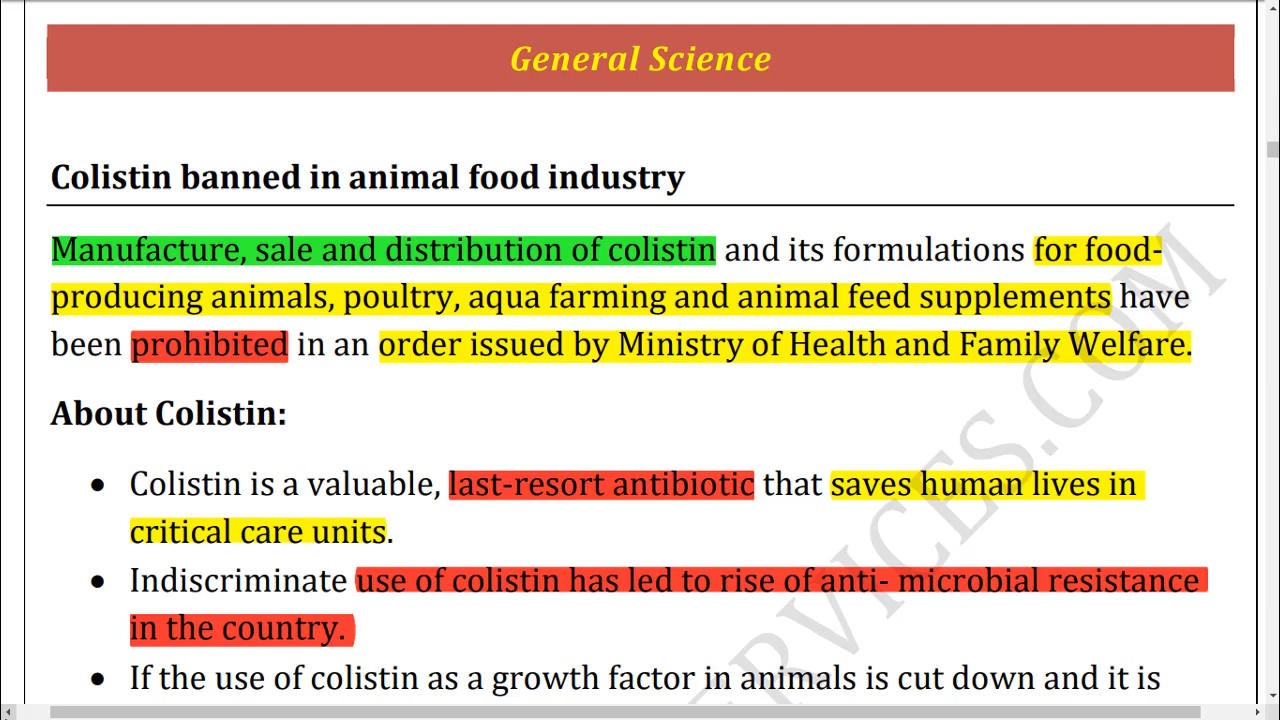 General Science
Colistin banned in animal food industry
Manufacture, sale and distribution of colistin and its formulations for food-
producing animals, poultry, aqua farming and animal feed supplements have
been prohibited in an order issued by Ministry of Health and Family Welfare.
About Colistin:
• Colistin is a valuable, last-resort antibiotic that saves human lives in
critical care units.
• Indiscriminate use of colistin has led to rise of anti- microbial resistance
in the country.
• If the use of colistin as a growth factor in animals is cut down and it is
ERVICES.COM